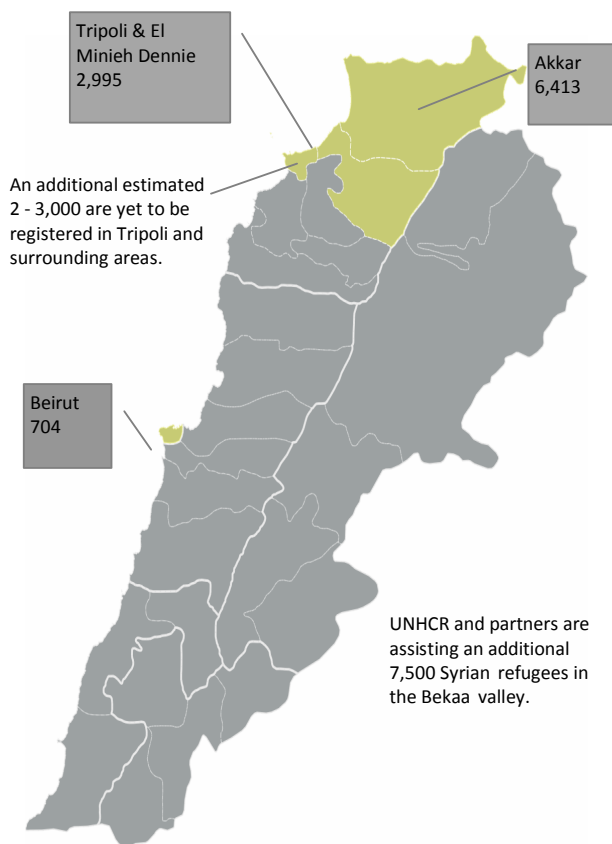 Tripoli & El
Minieh Dennie
2,995
Akkar
6,413
An additional estimated
2 - 3,000 are yet to be
registered in Tripoli and
surrounding areas.
Beirut
704
UNHCR and partners are
assisting an additional
7,500 Syrian refugees in
the Bekaa valley.